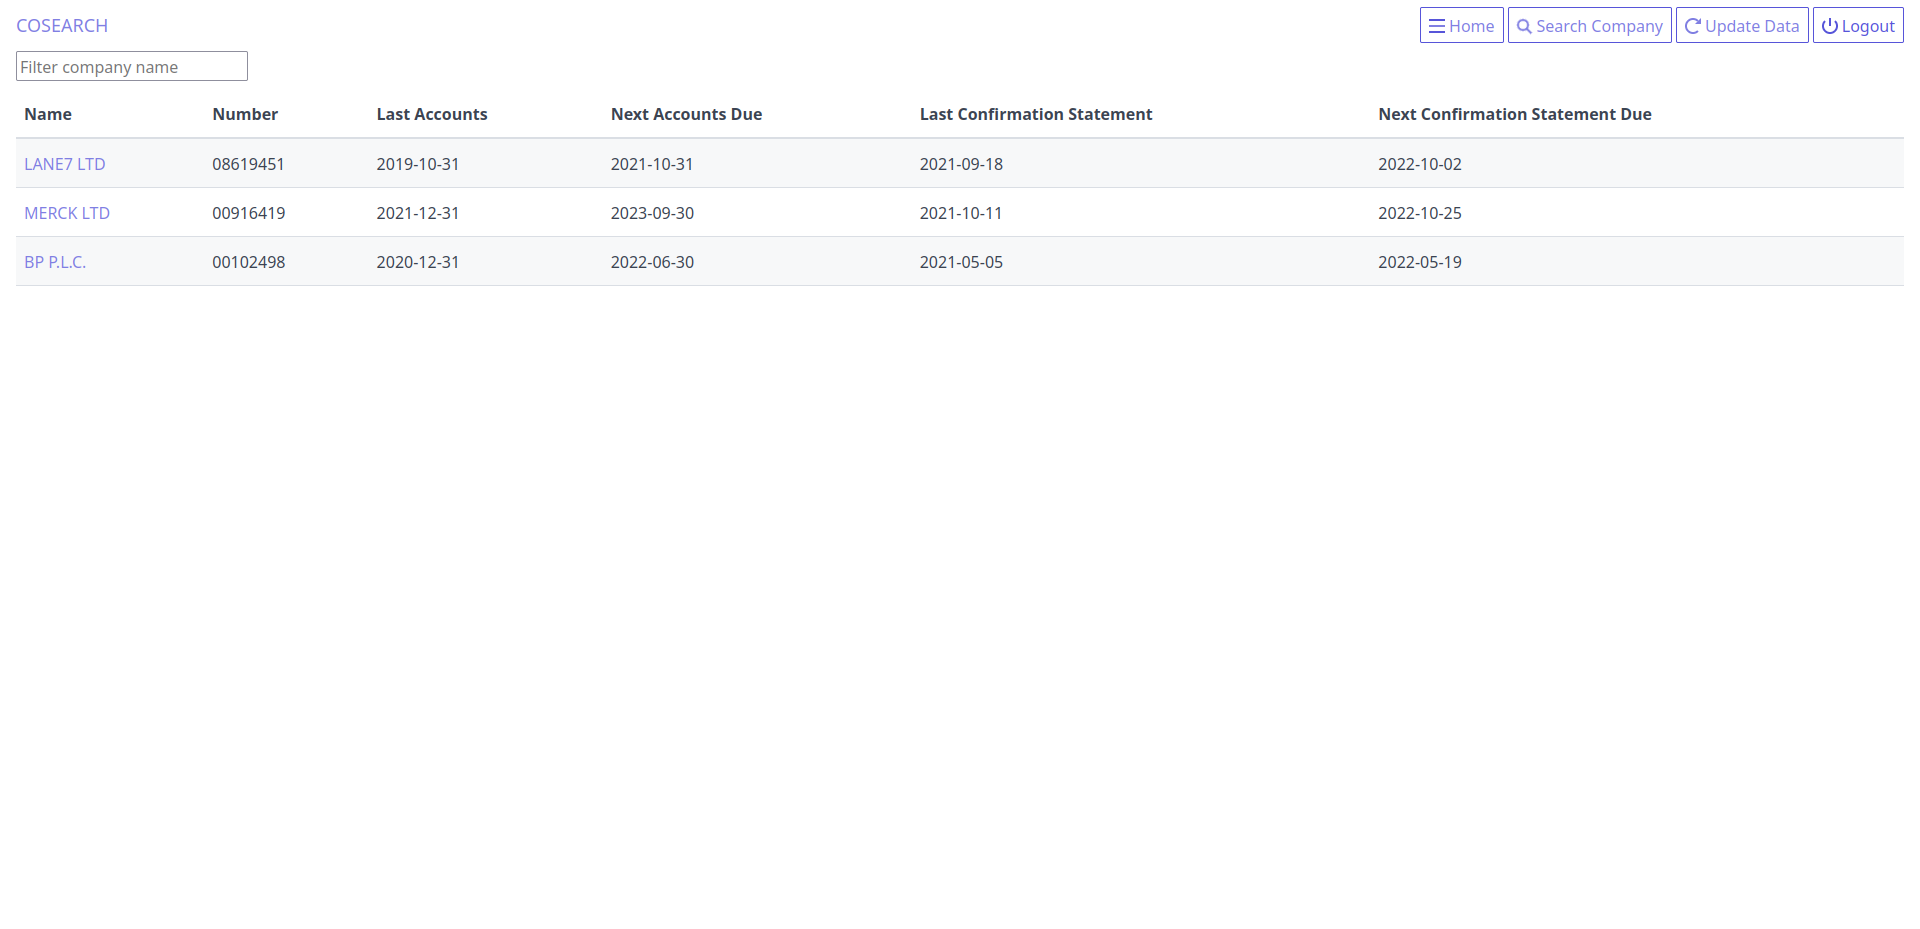 COSEARCH Home Search Company Update Data Logout
Filter company name
Name Number Last Accounts Next Accounts Due Last Confirmation Statement Next Confirmation Statement Due
LANE7 LTD 08619451 2019-10-31 2021-10-31 2021-09-18 2022-10-02
MERCK LTD 00916419 2021-12-31 2023-09-30 2021-10-11 2022-10-25
BP P.L.C. 00102498 2020-12-31 2022-06-30 2021-05-05 2022-05-19